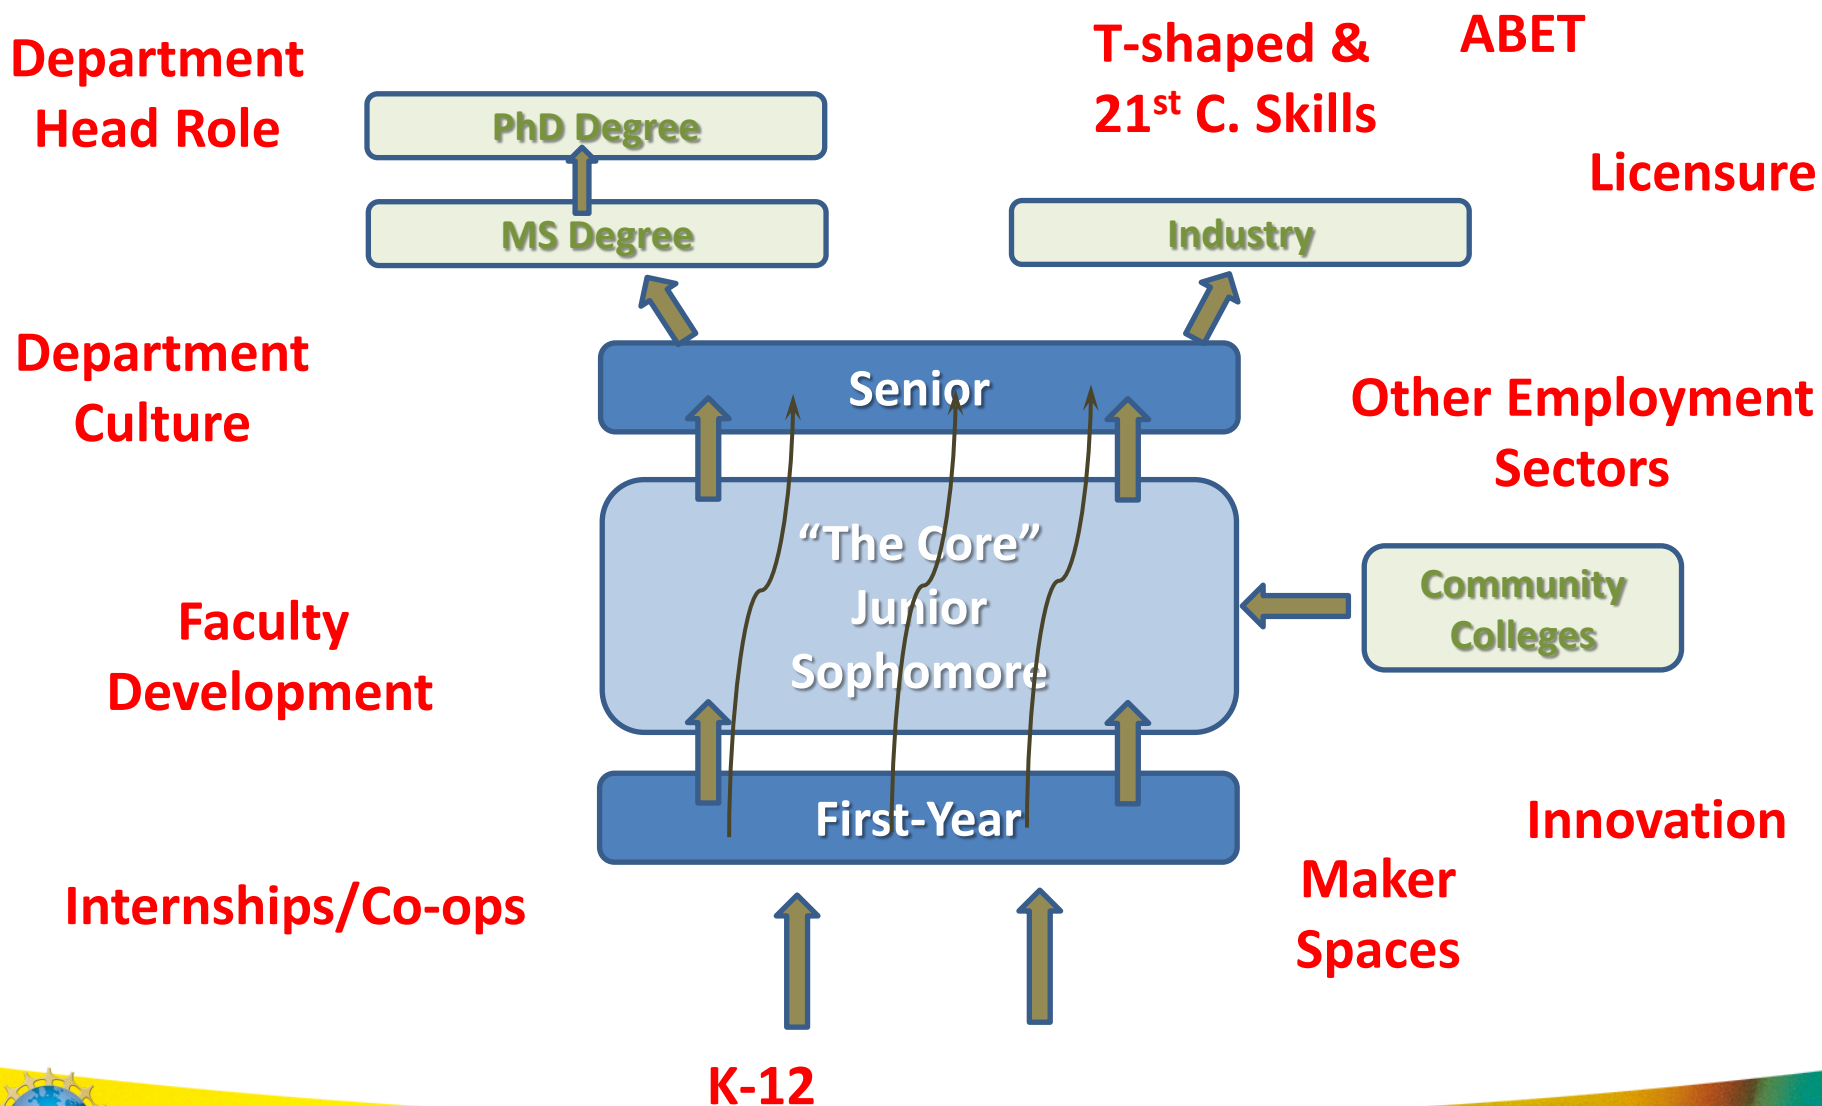 Department
Head Role
T-shaped &
21st C. Skills
ABET
PhD Degree
Licensure
MS Degree
Industry
Department
Culture
Senior
Other Employment
Sectors
“The Core”
Junior
Sophomore
Community
Colleges
Faculty
Development
First-Year
Innovation
Internships/Co-ops
Maker
Spaces
K-12